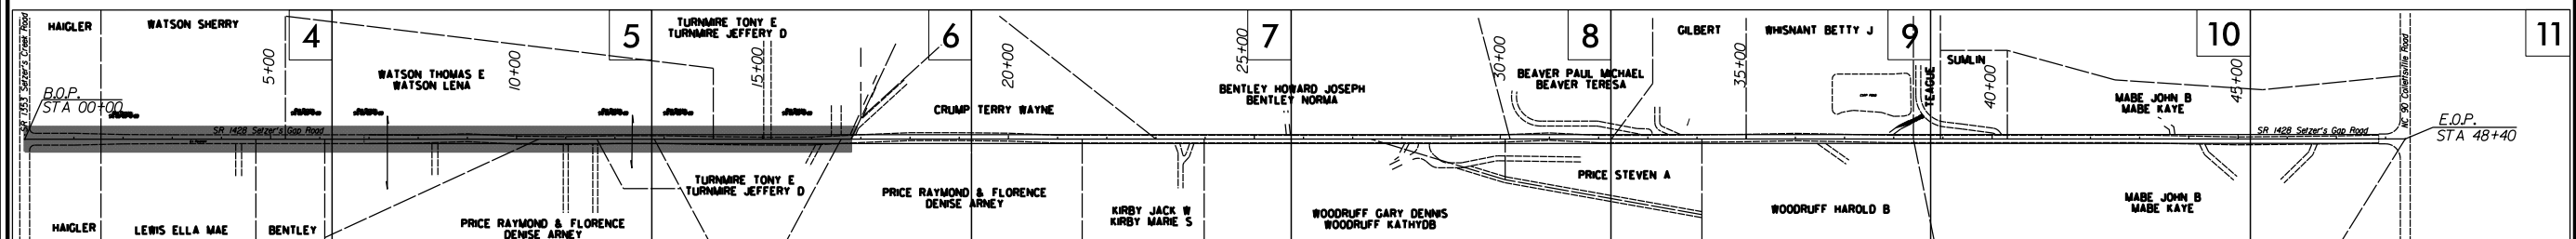 HAIGLER
WATSON SHERRY
SR 1353 Setzer's Creek Road
B.O.P.
STA 00+00
5+00
4
WATSON THOMAS E
WATSON LENA
10+00
5
TURNMIRE TONY E
TURNMIRE JEFFERY D
15+00
6
20+00
CRUMP TERRY WAYNE
25+00
7
BENTLEY HOWARD JOSEPH
BENTLEY NORMA
30+00
8
BEAVER PAUL MICHAEL
BEAVER TERESA
GILBERT
35+00
WHISNANT BETTY J
9
TEAGUE
SUMLIN
40+00
10
MABE JOHN B
MABE KAYE
45+00
NC 90 Collettsville Road
11
E.O.P.
STA 48+40
SR 1428 Setzer's Gap Road
SR 1428 Setzer's Gap Road
HAIGLER
LEWIS ELLA MAE
BENTLEY
PRICE RAYMOND & FLORENCE
DENISE ARNEY
TURNMIRE TONY E
TURNMIRE JEFFERY D
PRICE RAYMOND & FLORENCE
DENISE ARNEY
KIRBY JACK W
KIRBY MARIE S
WOODRUFF GARY DENNIS
WOODRUFF KATHYDB
PRICE STEVEN A
WOODRUFF HAROLD B
MABE JOHN B
MABE KAYE